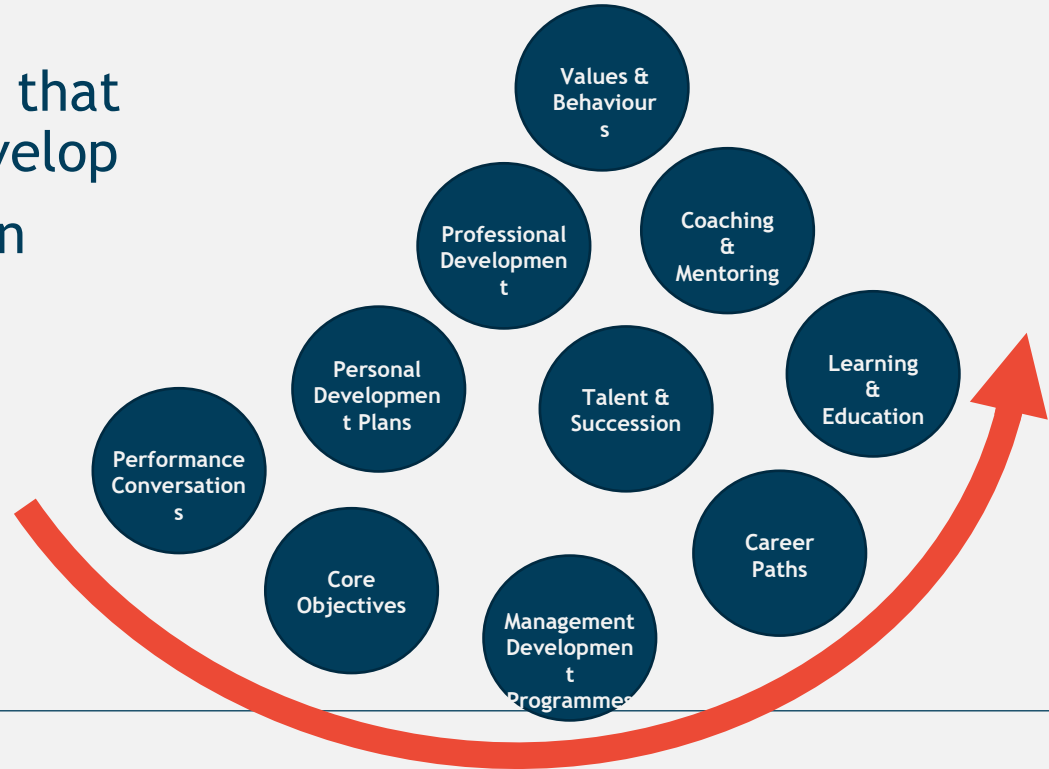 that
velop
n
Values &
Behaviour
s
Professional
Developmen
t
Coaching
&
Mentoring
Personal
Developmen
t Plans
Talent &
Succession
Learning
&
Education
Performance
Conversation
s
Core
Objectives
Career
Paths
Management
Developmen
t
Programmes